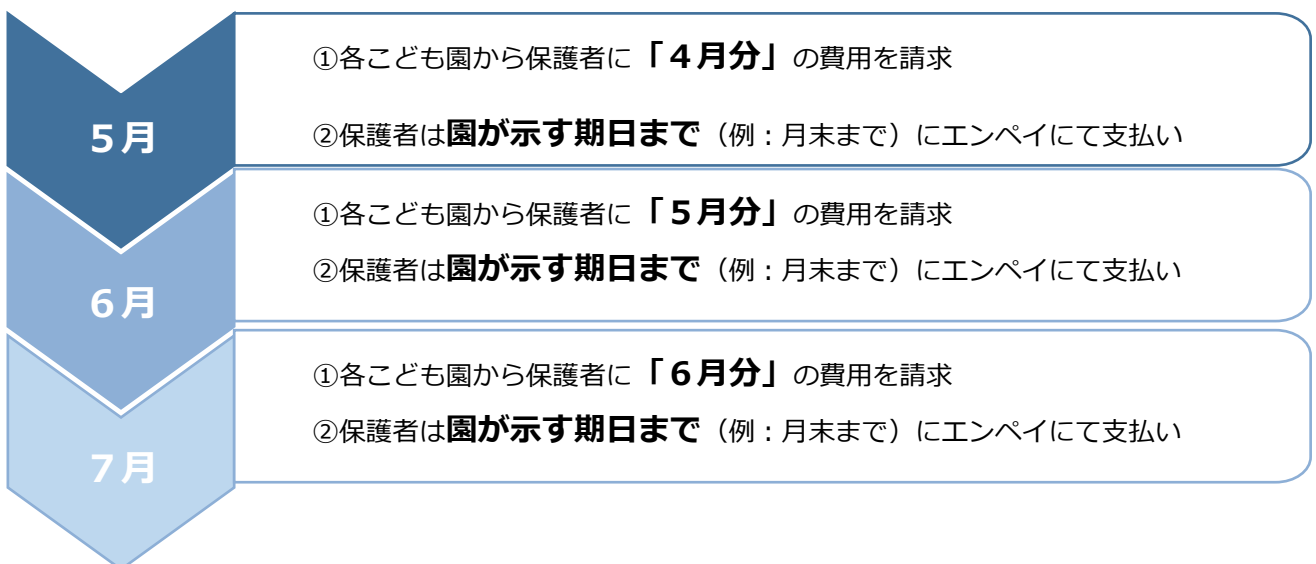 5月
①各こども園から保護者に「4月分」の費用を請求
②保護者は園が示す期日まで（例：月末まで）にエンペイにて支払い
6月
①各こども園から保護者に「5月分」の費用を請求
②保護者は園が示す期日まで（例：月末まで）にエンペイにて支払い
7月
①各こども園から保護者に「6月分」の費用を請求
②保護者は園が示す期日まで（例：月末まで）にエンペイにて支払い